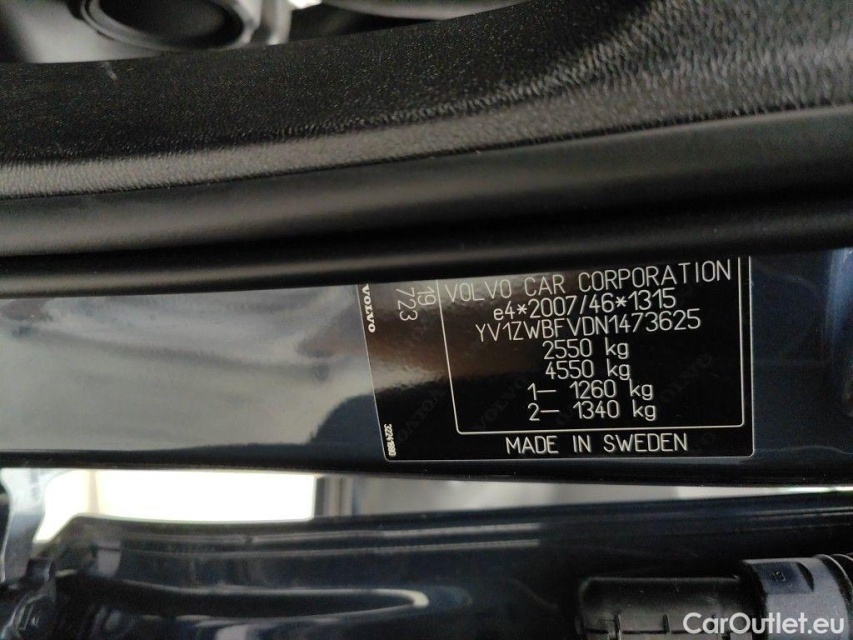 VOLVO
19
723
VOLVO CAR CORPORATION
e4*2007/46*1315
YV1ZWBFVDN1473625
2550 kg
4550 kg
1— 1260 kg
2— 1340 kg
MADE IN SWEDEN
CarOutlet.eu